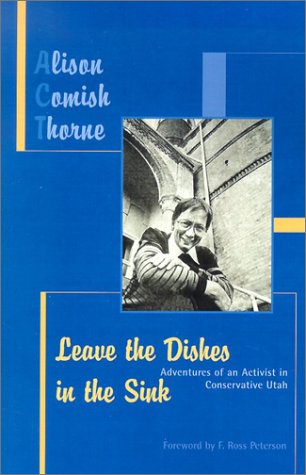 Alison
Comish
Thorne
Leave the Dishes
in the Sink
Adventures of an Activist in
Conservative Utah
Foreword by F. Ross Peterson